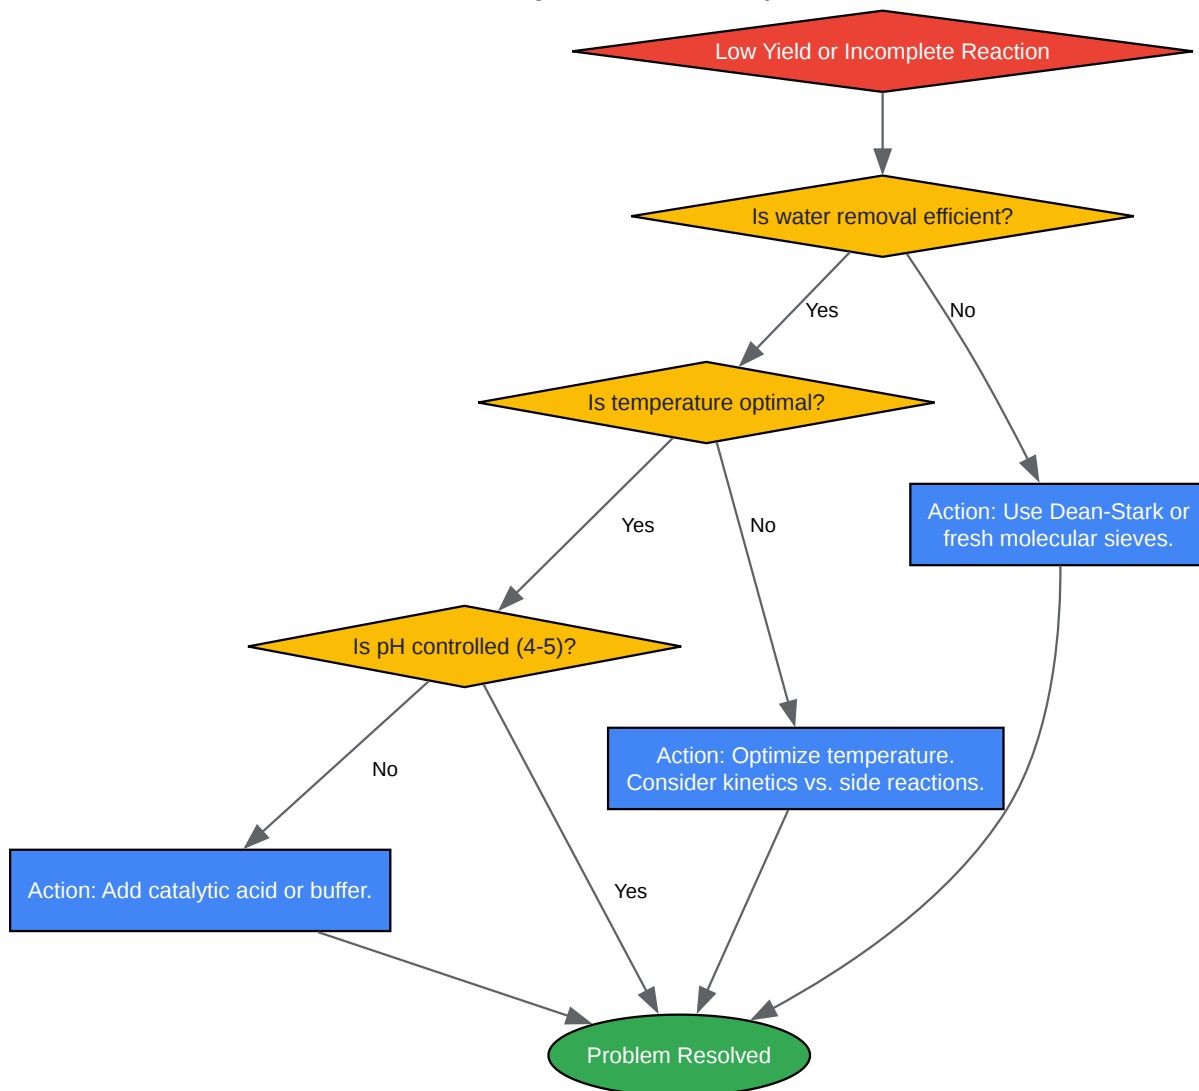 Low Yield or Incomplete Reaction
Is water removal efficient?
Yes
No
Is temperature optimal?
Action: Use Dean-Stark or
fresh molecular sieves.
Yes
No
Is pH controlled (4-5)?
Action: Optimize temperature.
Consider kinetics vs. side reactions.
No
Action: Add catalytic acid or buffer.
Yes
Problem Resolved